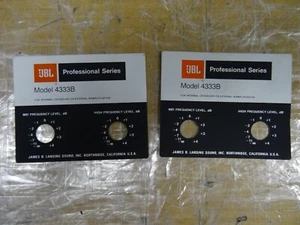 JBL Professional Series
Model 4333B
MID FREQUENCY LEVEL, dB HIGH FREQUENCY LEVEL, dB
JAMES B. LANSING SOUND, INC. NORTHRIDGE, CALIFORNIA U.S.A.
JBL Professional Series
Model 4333B
MID FREQUENCY LEVEL, dB HIGH FREQUENCY LEVEL, dB
JAMES B. LANSING SOUND, INC. NORTHRIDGE, CALIFORNIA U.S.A.